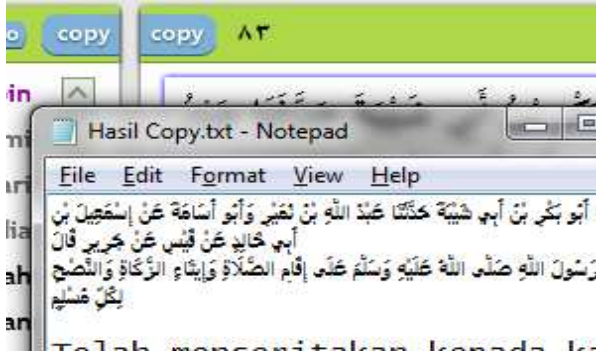 copy copy ٨٣
Hasil Copy.txt - Notepad
File Edit Format View Help
أَبُو بَكْرِ بْنُ أَبِي شَيْبَةَ حَدَّثَنَا عَبْدُ اللَّهِ بْنُ نُمَيْرٍ وَأَبُو أُسَامَةَ عَنْ إِسْمَعِيلَ بْنِ
أَبِي خَالِدٍ عَنْ قَيْسٍ عَنْ جَرِيرٍ قَالَ
رَسُولَ اللَّهِ صَلَّى اللَّهُ عَلَيْهِ وَسَلَّمَ عَلَى إِقَامِ الصَّلَاةِ وَإِيتَاءِ الزَّكَاةِ وَالنُّصْحِ
لِكُلِّ مُسْلِمٍ
Telah menceritakan kepada